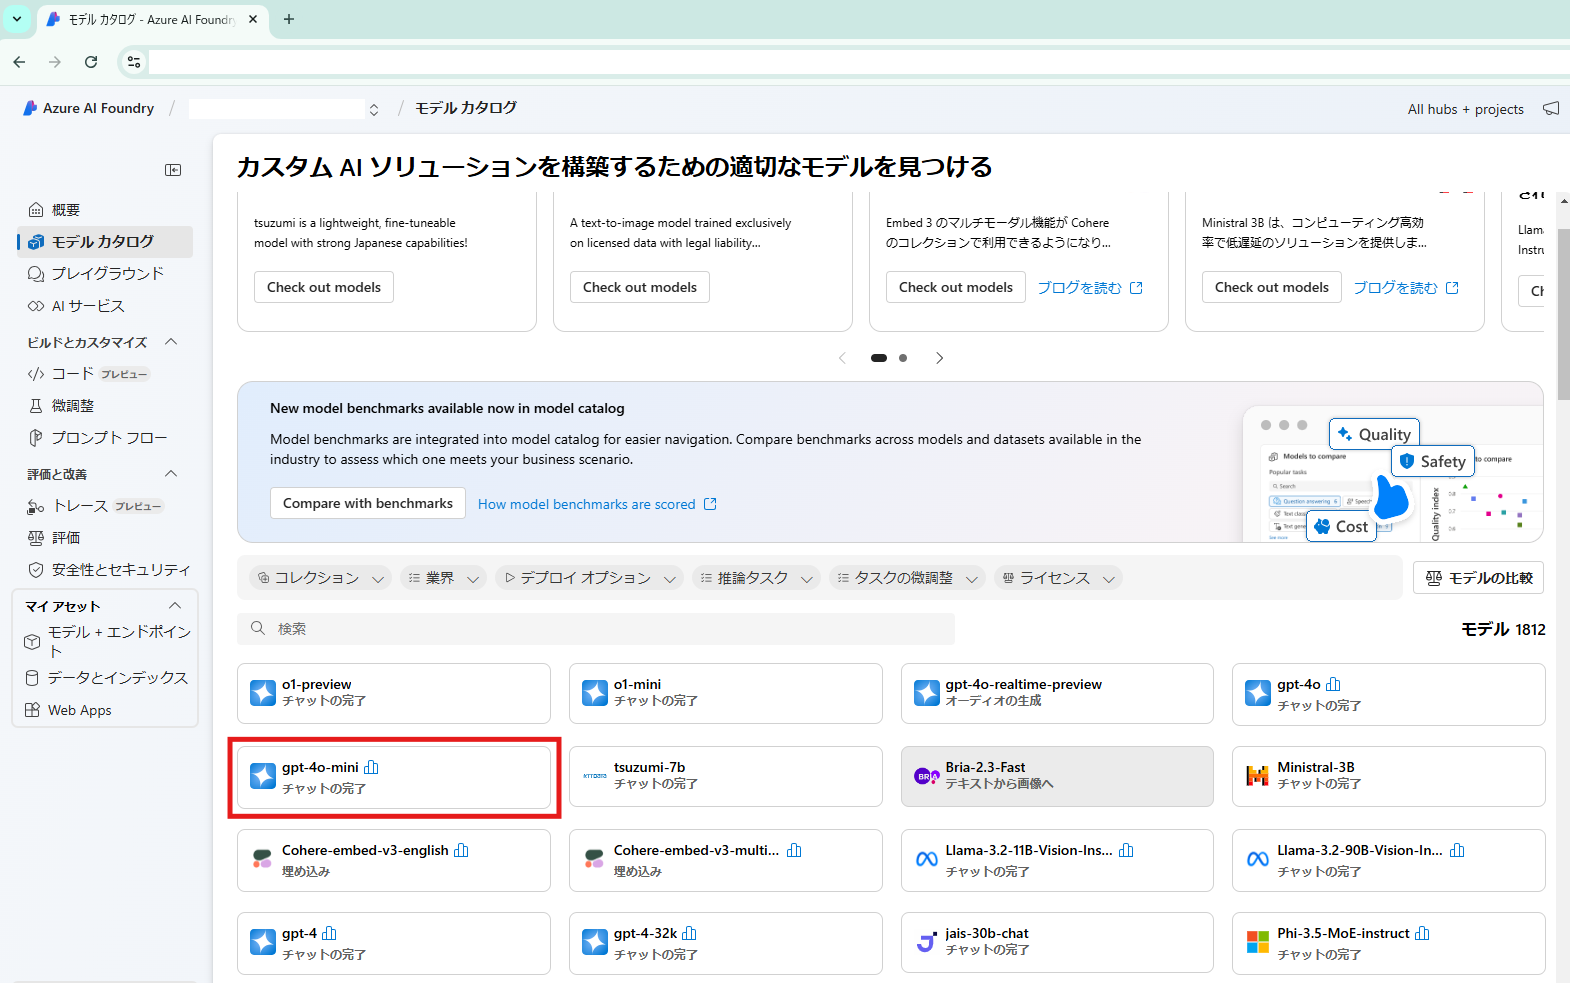 モデル カタログ - Azure AI Foundry
Azure AI Foundry / / モデル カタログ
All hubs + projects
カスタム AI ソリューションを構築するための適切なモデルを見つける
概要
モデル カタログ
プレイグラウンド
AI サービス
ビルドとカスタマイズ
コード プレビュー
微調整
プロンプト フロー
評価と改善
トレース プレビュー
評価
安全性とセキュリティ
マイ アセット
モデル + エンドポイン
ト
データとインデックス
Web Apps
tsuzumi is a lightweight, fine-tuneable
model with strong Japanese capabilities!
Check out models
A text-to-image model trained exclusively
on licensed data with legal liability...
Check out models
Embed 3 のマルチモーダル機能が Cohere
のコレクションで利用できるようになり...
Check out models
ブログを読む
Ministral 3B は、コンピューティング高効
率で低遅延のソリューションを提供しま...
Check out models
ブログを読む
Llam
Instru
Ch
New model benchmarks available now in model catalog
Model benchmarks are integrated into model catalog for easier navigation. Compare benchmarks across models and datasets available in the
industry to assess which one meets your business scenario.
Compare with benchmarks
How model benchmarks are scored
Quality
Safety
Cost
Models to compare
to compare
Popular tasks
Search
Question answering 6
Speech
Text class
Text gene
See more
Quality index
0.8
0.7
0.6
コレクション
業界
デプロイ オプション
推論タスク
タスクの微調整
ライセンス
モデルの比較
検索
モデル 1812
o1-preview
チャットの完了
o1-mini
チャットの完了
gpt-4o-realtime-preview
オーディオの生成
gpt-4o
チャットの完了
gpt-4o-mini
チャットの完了
NTTDATA
tsuzumi-7b
チャットの完了
BRIA
Bria-2.3-Fast
テキストから画像へ
Ministral-3B
チャットの完了
Cohere-embed-v3-english
埋め込み
Cohere-embed-v3-multi...
埋め込み
Llama-3.2-11B-Vision-Ins...
チャットの完了
Llama-3.2-90B-Vision-In...
チャットの完了
gpt-4
チャットの完了
gpt-4-32k
チャットの完了
jais-30b-chat
チャットの完了
Phi-3.5-MoE-instruct
チャットの完了